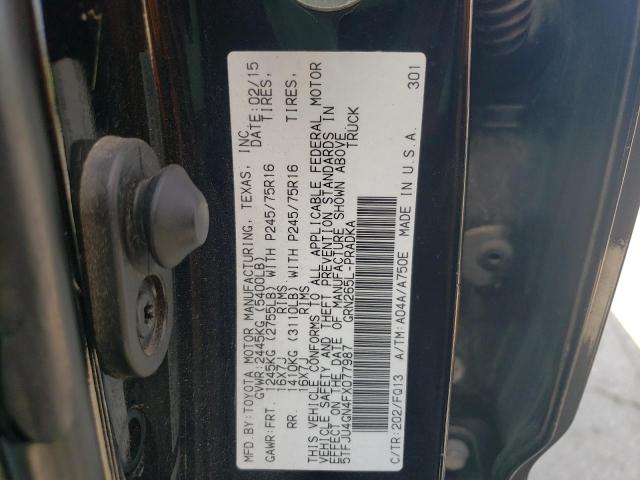 MFD BY:TOYOTA MOTOR MANUFACTURING, TEXAS, INC. DATE:02/15
GVWR:2445KG (5400LB)
GAWR:FRT. 1245KG (2755LB) WITH P245/75R16 TIRES,
16X7J RIMS
RR. 1410KG (3110LB) WITH P245/75R16 TIRES,
16X7J RIMS
THIS VEHICLE CONFORMS TO ALL APPLICABLE FEDERAL MOTOR
VEHICLE SAFETY AND THEFT PREVENTION STANDARDS IN
EFFECT ON THE DATE OF MANUFACTURE SHOWN ABOVE.
5TFJU4GN4FX077987 GRN265L-PRADKA TRUCK
C/TR:202/FQ13 A/TM:A04A/A750E MADE IN U.S.A. 301